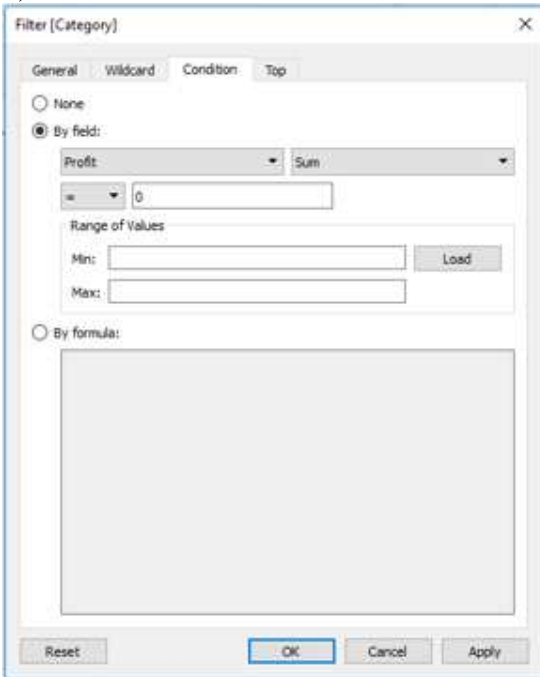 Filter [Category]
General Wildcard Condition Top
None
By field:
Profit Sum
= 0
Range of Values
Min: Load
Max:
By formula:
Reset OK Cancel Apply